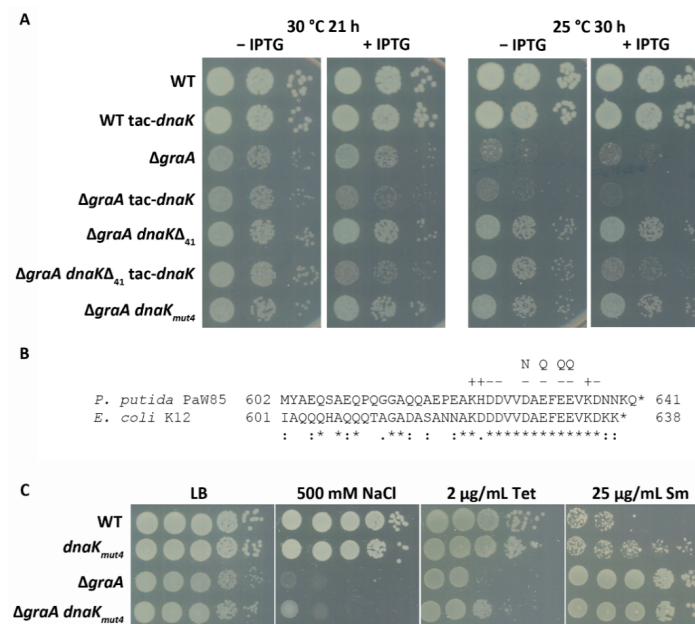 A
30 °C 21 h 25 °C 30 h
– IPTG + IPTG – IPTG + IPTG
WT
WT tac-dnaK
ΔgraA
ΔgraA tac-dnaK
ΔgraA dnaKΔ41
ΔgraA dnaKΔ41 tac-dnaK
ΔgraA dnaKmut4
B
N Q QQ
++-- - - -- +-
P. putida PaW85 602 MYAEQSAEQPQGGAQQAEPEAKHDDVVDAEFEEVKDNNKQ* 641
E. coli K12 601 IAQQQHAQQQTAGADASANNAKDDDVVDAEFEEVKDKK* 638
: :* *:* .**: : :**.*************::
C
LB 500 mM NaCl 2 µg/mL Tet 25 µg/mL Sm
WT
dnaKmut4
ΔgraA
ΔgraA dnaKmut4